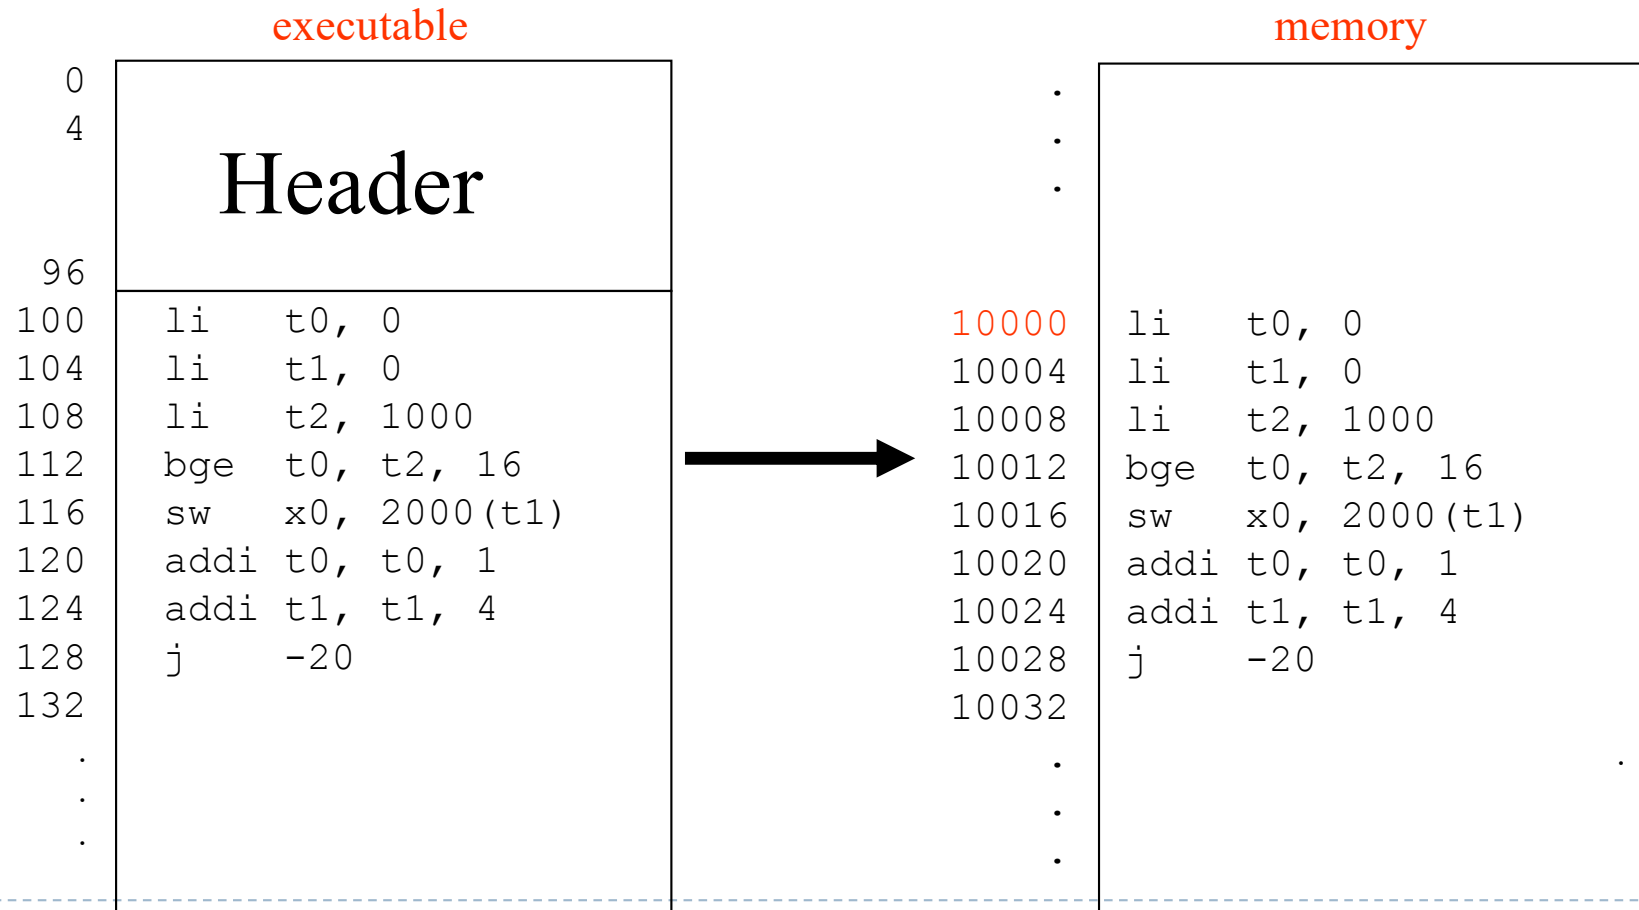 executable
0
4
Header
96
100 li t0, 0
104 li t1, 0
108 li t2, 1000
112 bge t0, t2, 16
116 sw x0, 2000(t1)
120 addi t0, t0, 1
124 addi t1, t1, 4
128 j -20
132
.
.
.
memory
.
.
.
10000 li t0, 0
10004 li t1, 0
10008 li t2, 1000
10012 bge t0, t2, 16
10016 sw x0, 2000(t1)
10020 addi t0, t0, 1
10024 addi t1, t1, 4
10028 j -20
10032
. .
.
.